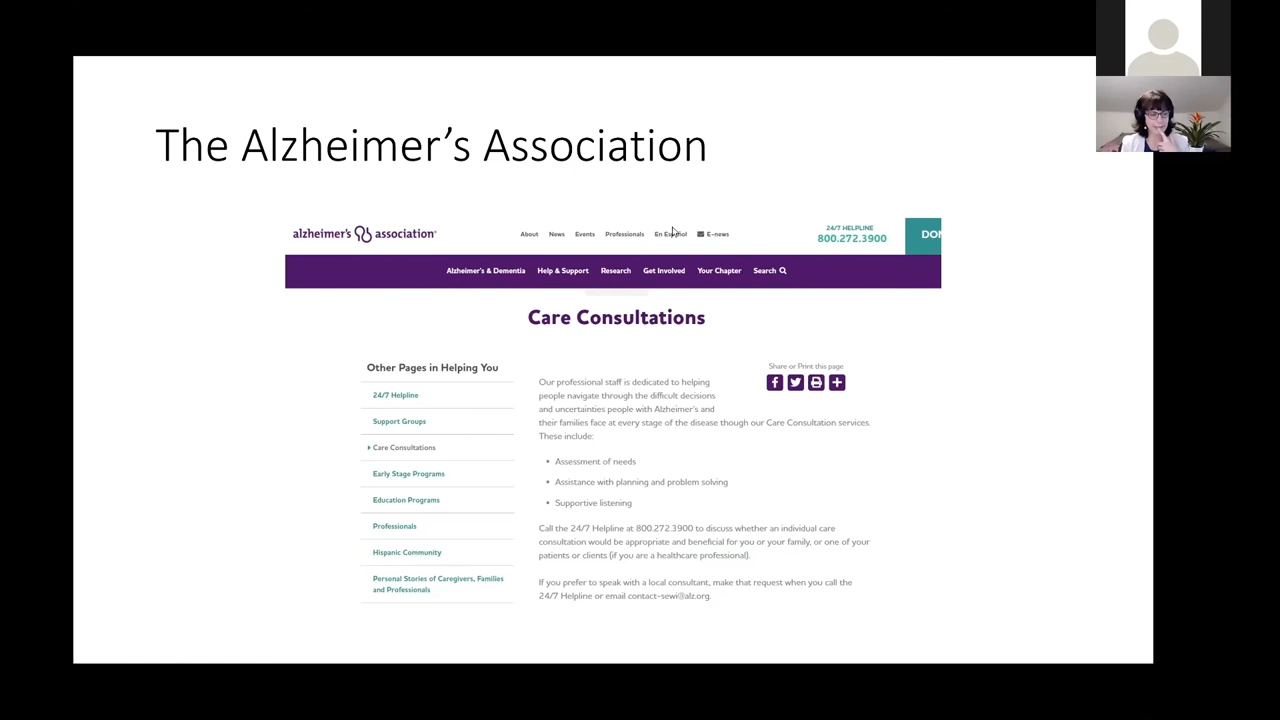 The Alzheimer's Association
alzheimer's association®
About News Events Professionals En Español E-news
24/7 HELPLINE
800.272.3900
DON
Alzheimer's & Dementia Help & Support Research Get Involved Your Chapter Search
Care Consultations
Other Pages in Helping You
24/7 Helpline
Support Groups
Care Consultations
Early Stage Programs
Education Programs
Professionals
Hispanic Community
Personal Stories of Caregivers, Families
and Professionals
Share or Print this page
Our professional staff is dedicated to helping
people navigate through the difficult decisions
and uncertainties people with Alzheimer's and
their families face at every stage of the disease though our Care Consultation services.
These include:
• Assessment of needs
• Assistance with planning and problem solving
• Supportive listening
Call the 24/7 Helpline at 800.272.3900 to discuss whether an individual care
consultation would be appropriate and beneficial for you or your family, or one of your
patients or clients (if you are a healthcare professional).
If you prefer to speak with a local consultant, make that request when you call the
24/7 Helpline or email contact-sewi@alz.org.